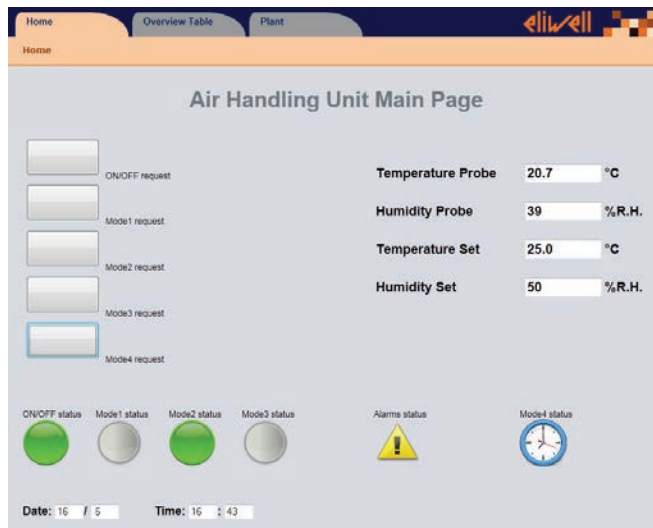 Home Overview Table Plant eliwell
Home
Air Handling Unit Main Page
ON/OFF request
Mode1 request
Mode2 request
Mode3 request
Mode4 request
Temperature Probe 20.7 °C
Humidity Probe 39 %R.H.
Temperature Set 25.0 °C
Humidity Set 50 %R.H.
ON/OFF status Mode1 status Mode2 status Mode3 status Alarms status Mode4 status
Date: 16 / 5 Time: 16 : 43